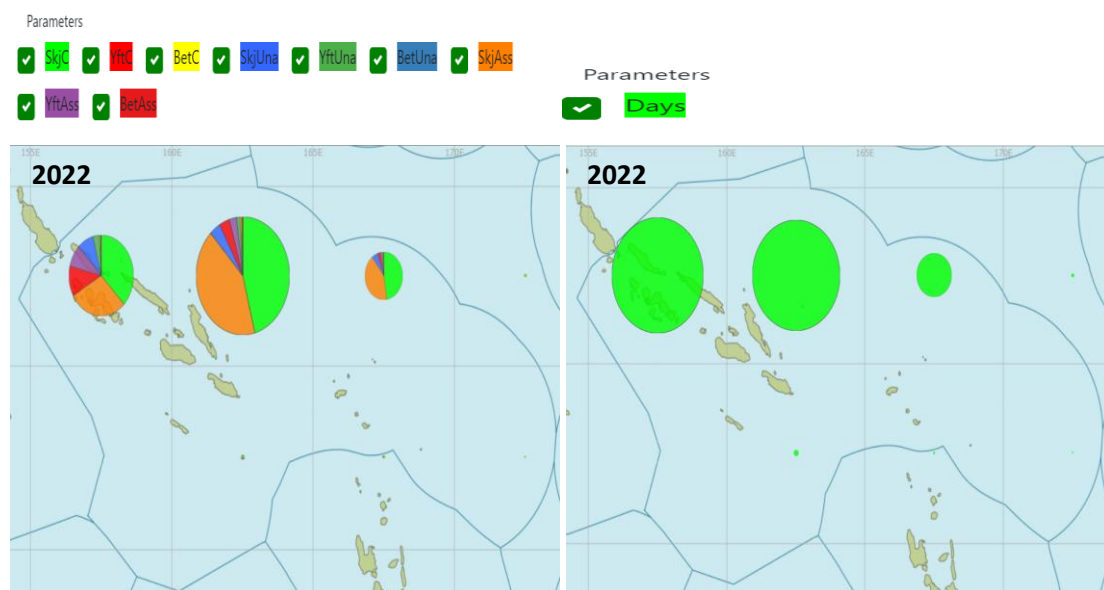 Parameters
SkjC YftC BetC SkjUna YftUna BetUna SkjAss
YftAss BetAss
Parameters
Days
155E 160E 165E 170E
2022
155E 160E 165E 170E
2022